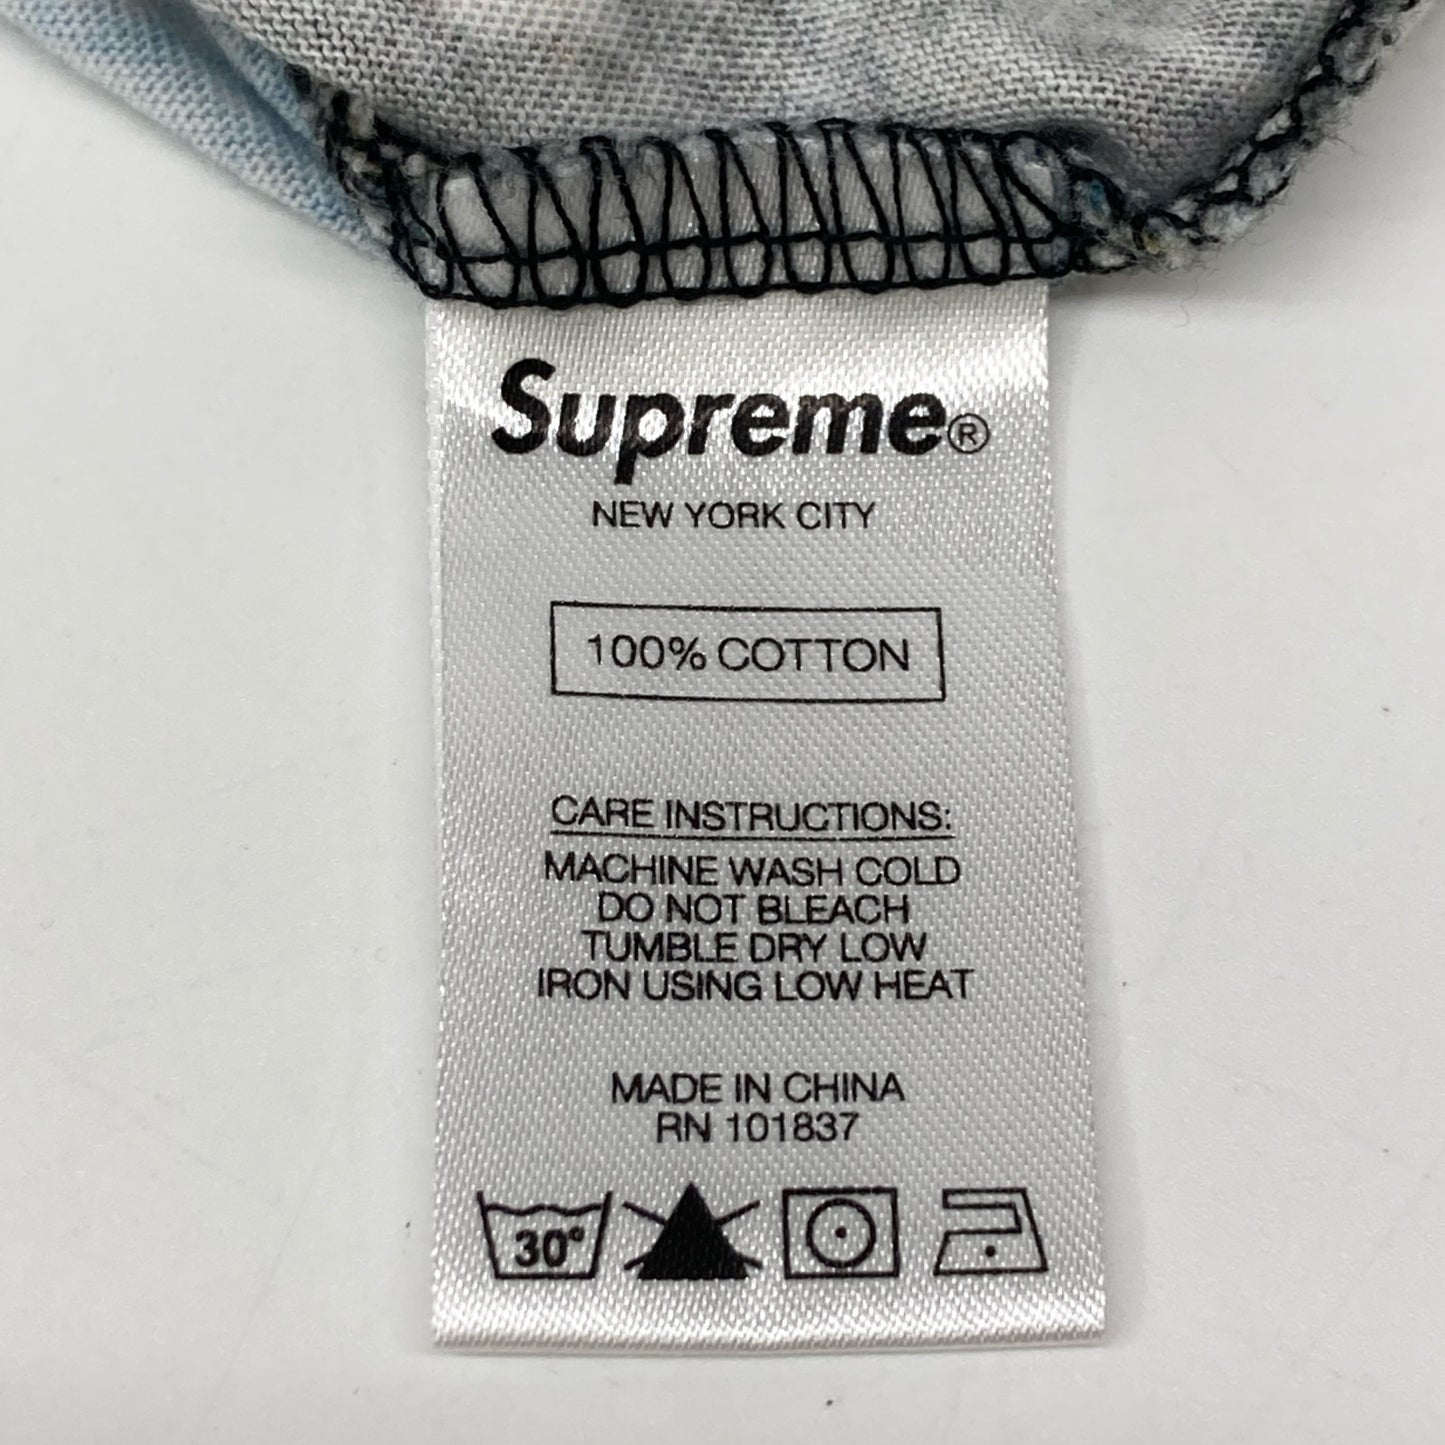 Supreme®
NEW YORK CITY
100% COTTON
CARE INSTRUCTIONS:
MACHINE WASH COLD
DO NOT BLEACH
TUMBLE DRY LOW
IRON USING LOW HEAT
MADE IN CHINA
RN 101837
30°